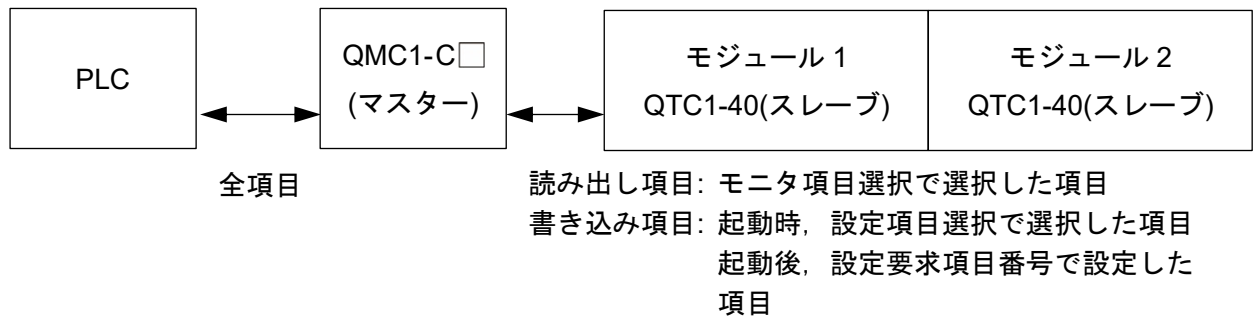 PLC
QMC1-C□
(マスター)
モジュール 1
QTC1-40(スレーブ)
モジュール 2
QTC1-40(スレーブ)
全項目
読み出し項目: モニタ項目選択で選択した項目
書き込み項目: 起動時, 設定項目選択で選択した項目
起動後, 設定要求項目番号で設定した
項目